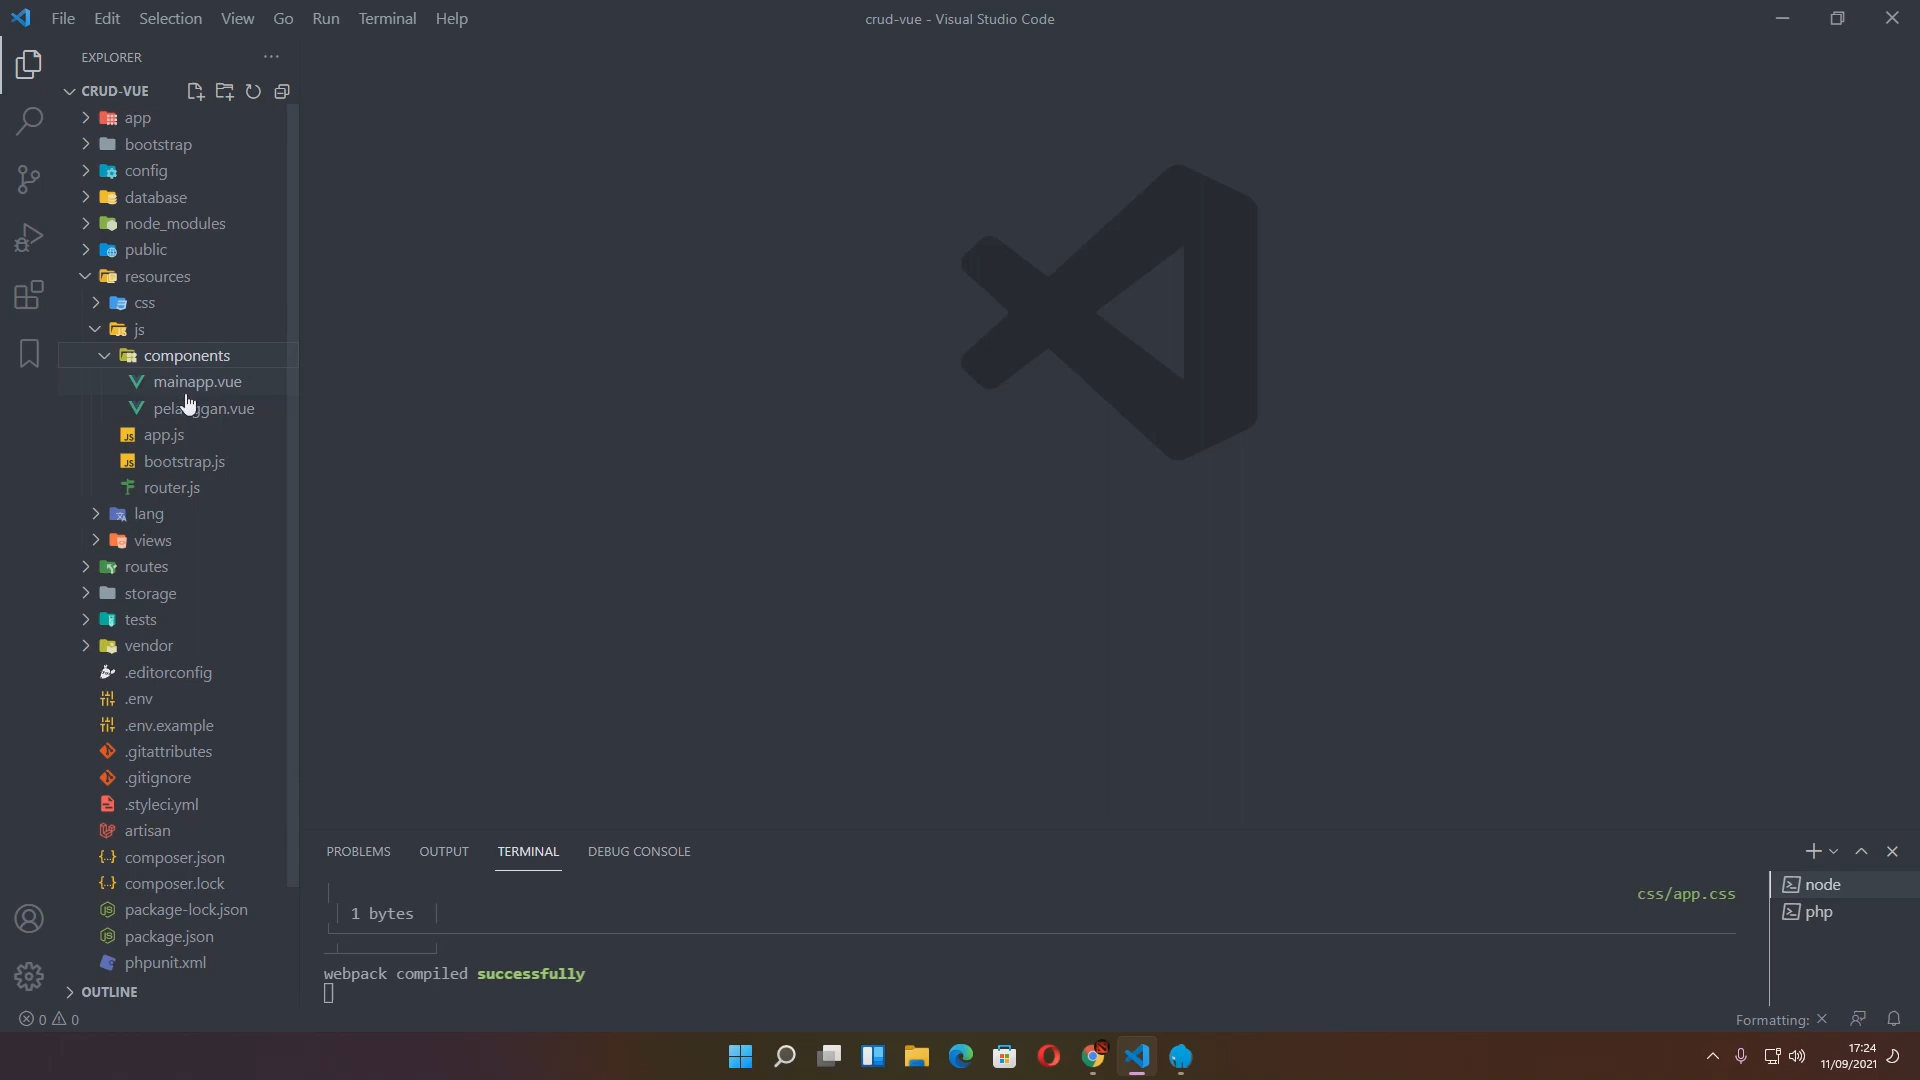 File Edit Selection View Go Run Terminal Help
crud-vue - Visual Studio Code
EXPLORER
CRUD-VUE
app
bootstrap
config
database
node_modules
public
resources
css
js
components
mainapp.vue
pelanggan.vue
app.js
bootstrap.js
router.js
lang
views
routes
storage
tests
vendor
.editorconfig
.env
.env.example
.gitattributes
.gitignore
.styleci.yml
artisan
composer.json
composer.lock
package-lock.json
package.json
phpunit.xml
OUTLINE
PROBLEMS OUTPUT TERMINAL DEBUG CONSOLE
css/app.css
1 bytes
webpack compiled successfully
node
php
0 0
Formatting:
17:24
11/09/2021